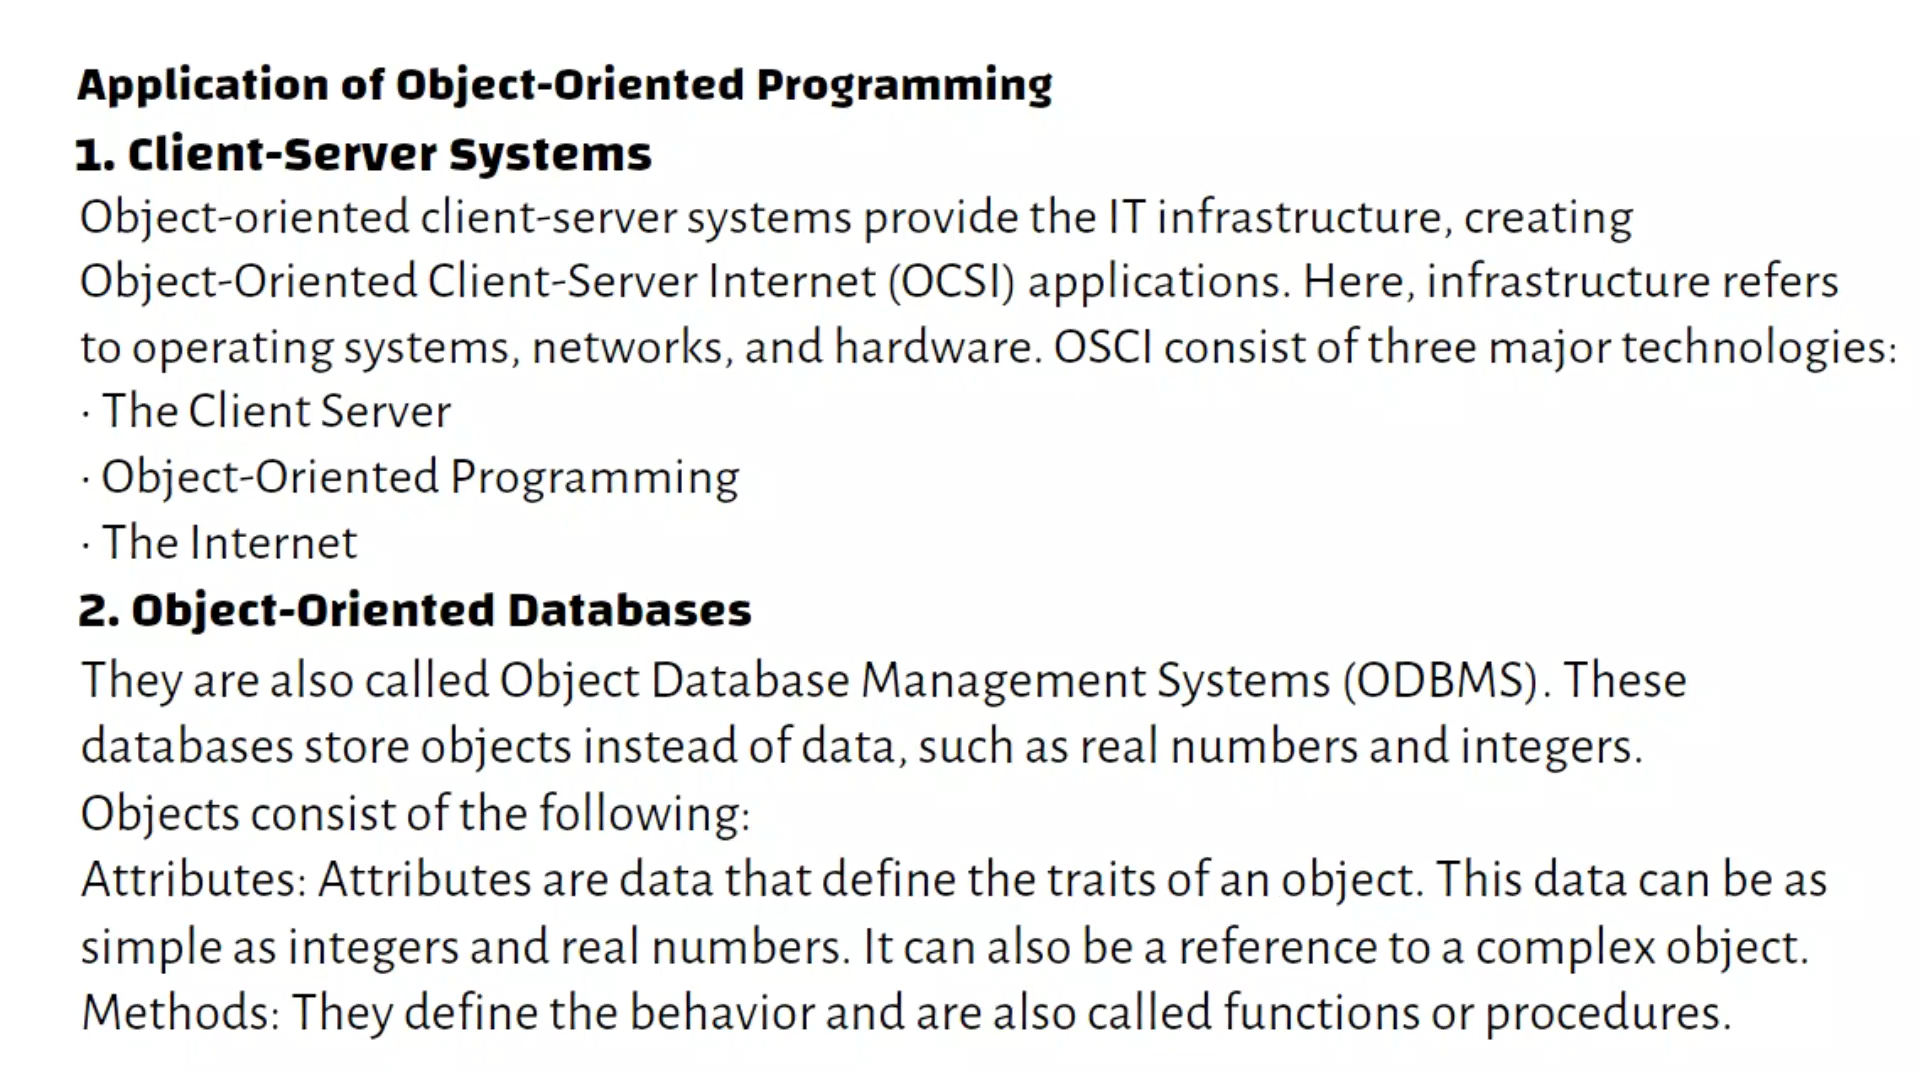 Application of Object-Oriented Programming
1. Client-Server Systems
Object-oriented client-server systems provide the IT infrastructure, creating
Object-Oriented Client-Server Internet (OCSI) applications. Here, infrastructure refers
to operating systems, networks, and hardware. OSCI consist of three major technologies:
· The Client Server
· Object-Oriented Programming
· The Internet
2. Object-Oriented Databases
They are also called Object Database Management Systems (ODBMS). These
databases store objects instead of data, such as real numbers and integers.
Objects consist of the following:
Attributes: Attributes are data that define the traits of an object. This data can be as
simple as integers and real numbers. It can also be a reference to a complex object.
Methods: They define the behavior and are also called functions or procedures.